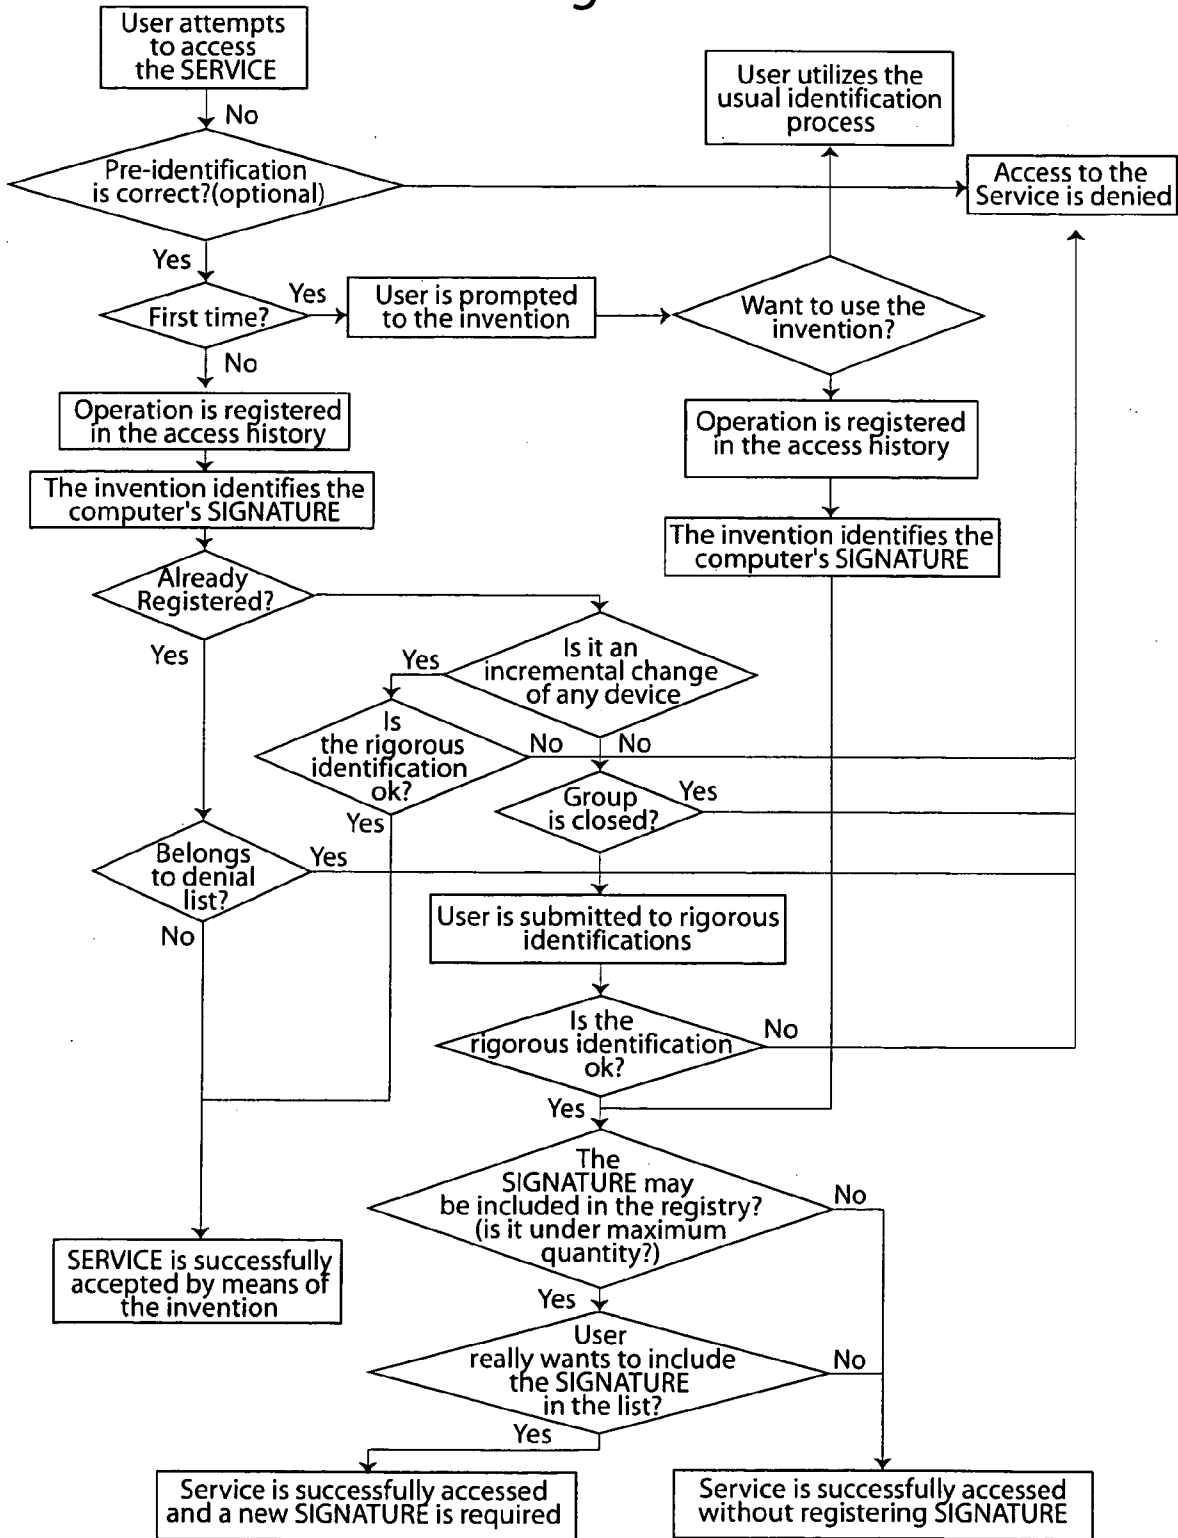 User attempts
to access
the SERVICE
No
User utilizes the
usual identification
process
Pre-identification
is correct?(optional)
Access to the
Service is denied
Yes
First time?
Yes
User is prompted
to the invention
Want to use the
invention?
No
Operation is registered
in the access history
Operation is registered
in the access history
The invention identifies the
computer's SIGNATURE
The invention identifies the
computer's SIGNATURE
Already
Registered?
Yes
Is it an
incremental change
of any device
Yes
Is
the rigorous
identification
ok?
No
No
Group
is closed?
Yes
Yes
Belongs
to denial
list?
Yes
No
User is submitted to rigorous
identifications
Is the
rigorous identification
ok?
No
Yes
The
SIGNATURE may
be included in the registry?
(is it under maximum
quantity?)
No
SERVICE is successfully
accepted by means of
the invention
Yes
User
really wants to include
the SIGNATURE
in the list?
No
Yes
Service is successfully accessed
and a new SIGNATURE is required
Service is successfully accessed
without registering SIGNATURE